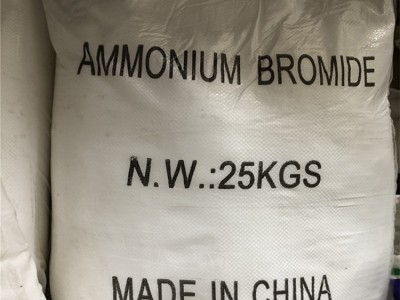 AMMONIUM BROMIDE
N.W.:25KGS
MADE IN CHINA